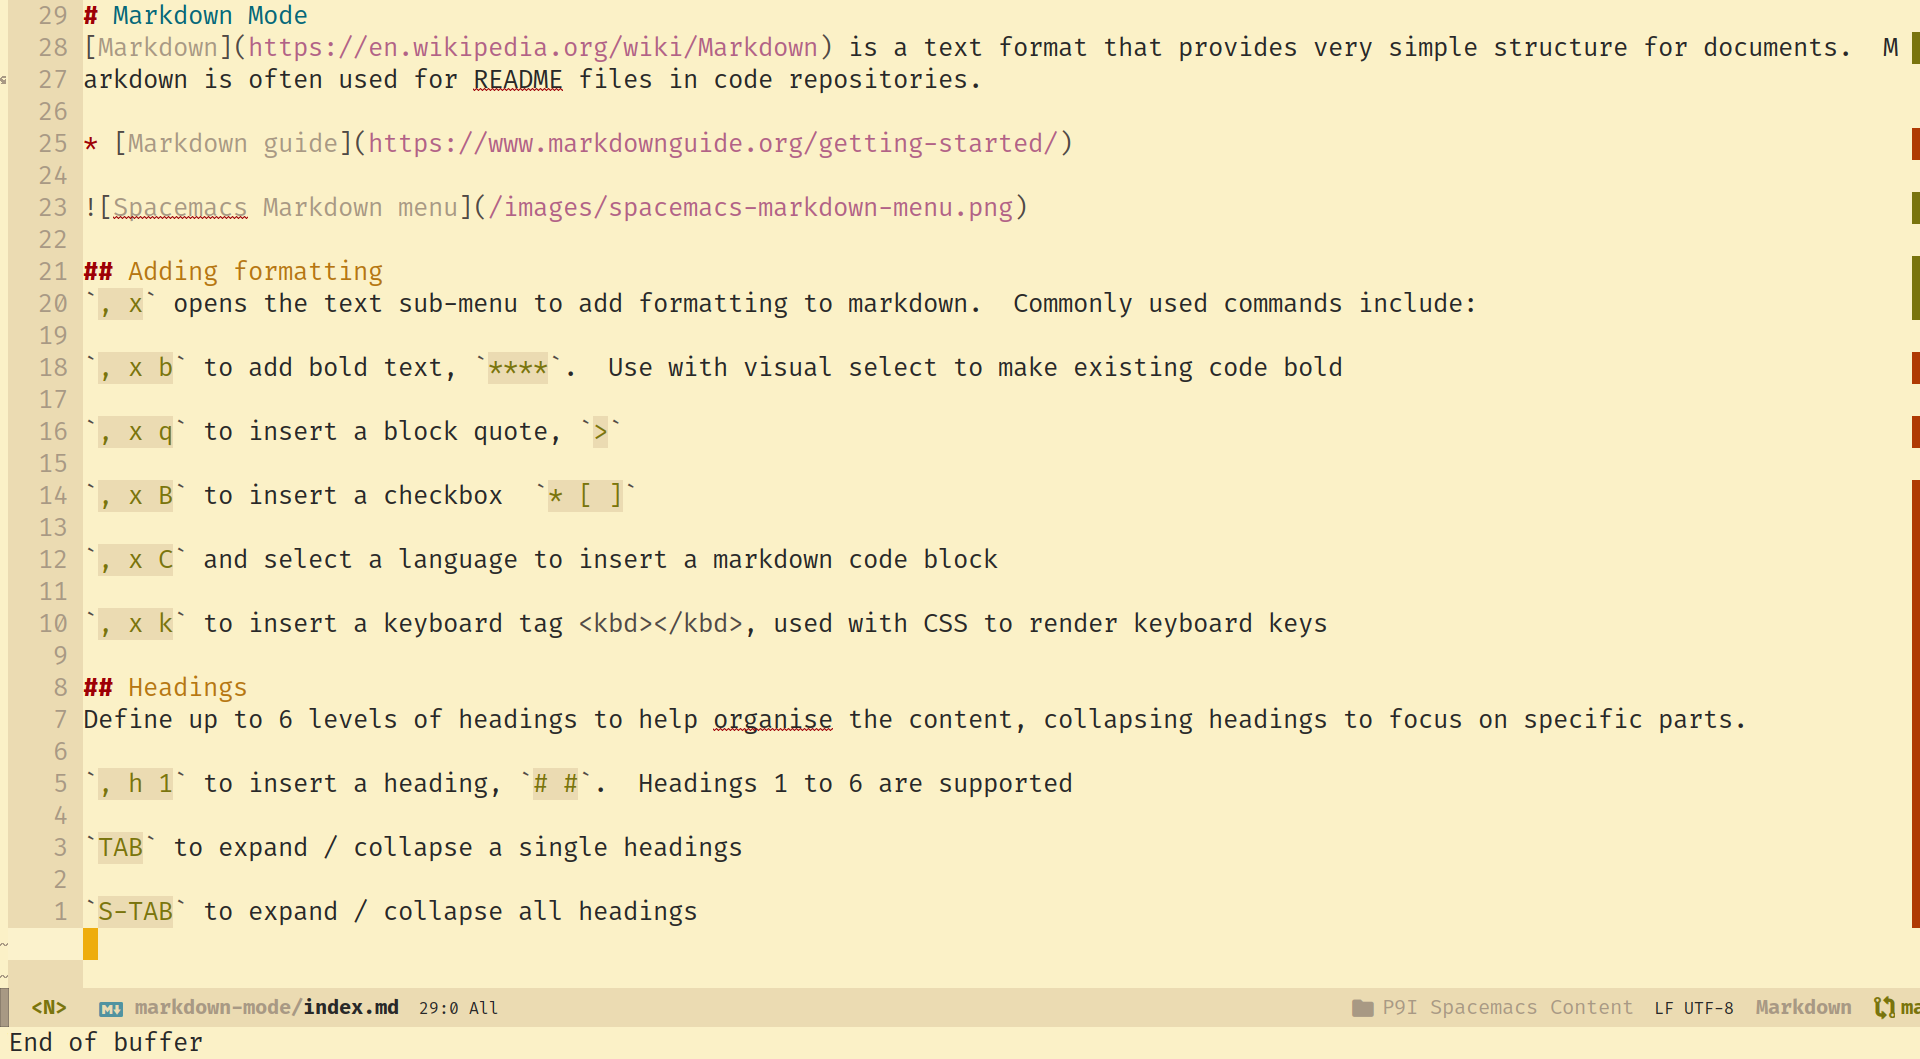 29 # Markdown Mode
28 [Markdown](https://en.wikipedia.org/wiki/Markdown) is a text format that provides very simple structure for documents.  M
27 arkdown is often used for README files in code repositories.
26
25 * [Markdown guide](https://www.markdownguide.org/getting-started/)
24
23 ![Spacemacs Markdown menu](/images/spacemacs-markdown-menu.png)
22
21 ## Adding formatting
20 `, x` opens the text sub-menu to add formatting to markdown.  Commonly used commands include:
19
18 `, x b` to add bold text, `****`.  Use with visual select to make existing code bold
17
16 `, x q` to insert a block quote, `>`
15
14 `, x B` to insert a checkbox  `* [ ]`
13
12 `, x C` and select a language to insert a markdown code block
11
10 `, x k` to insert a keyboard tag <kbd></kbd>, used with CSS to render keyboard keys
9
8 ## Headings
7 Define up to 6 levels of headings to help organise the content, collapsing headings to focus on specific parts.
6
5 `, h 1` to insert a heading, `# #`.  Headings 1 to 6 are supported
4
3 `TAB` to expand / collapse a single headings
2
1 `S-TAB` to expand / collapse all headings
~
~
<N> M↓ markdown-mode/index.md 29:0 All P9I Spacemacs Content LF UTF-8 Markdown ma
End of buffer